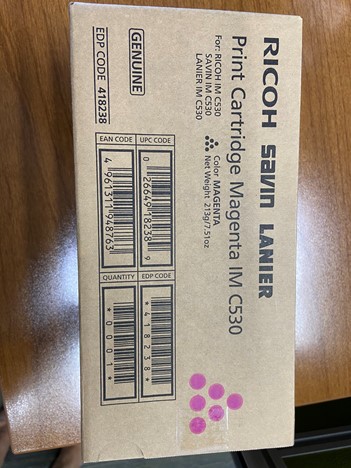 RICOH savin LANIER
Print Cartridge Magenta IM C530
For: RICOH IM C530
SAVIN IM C530
LANIER IM C530
Color MAGENTA
Net Weight 213g/7.51oz
GENUINE
EDP CODE 418238
UPC CODE
0 26649 18238 9
EDP CODE
*418238*
EAN CODE
4 961311 948763
QUANTITY
*0001*